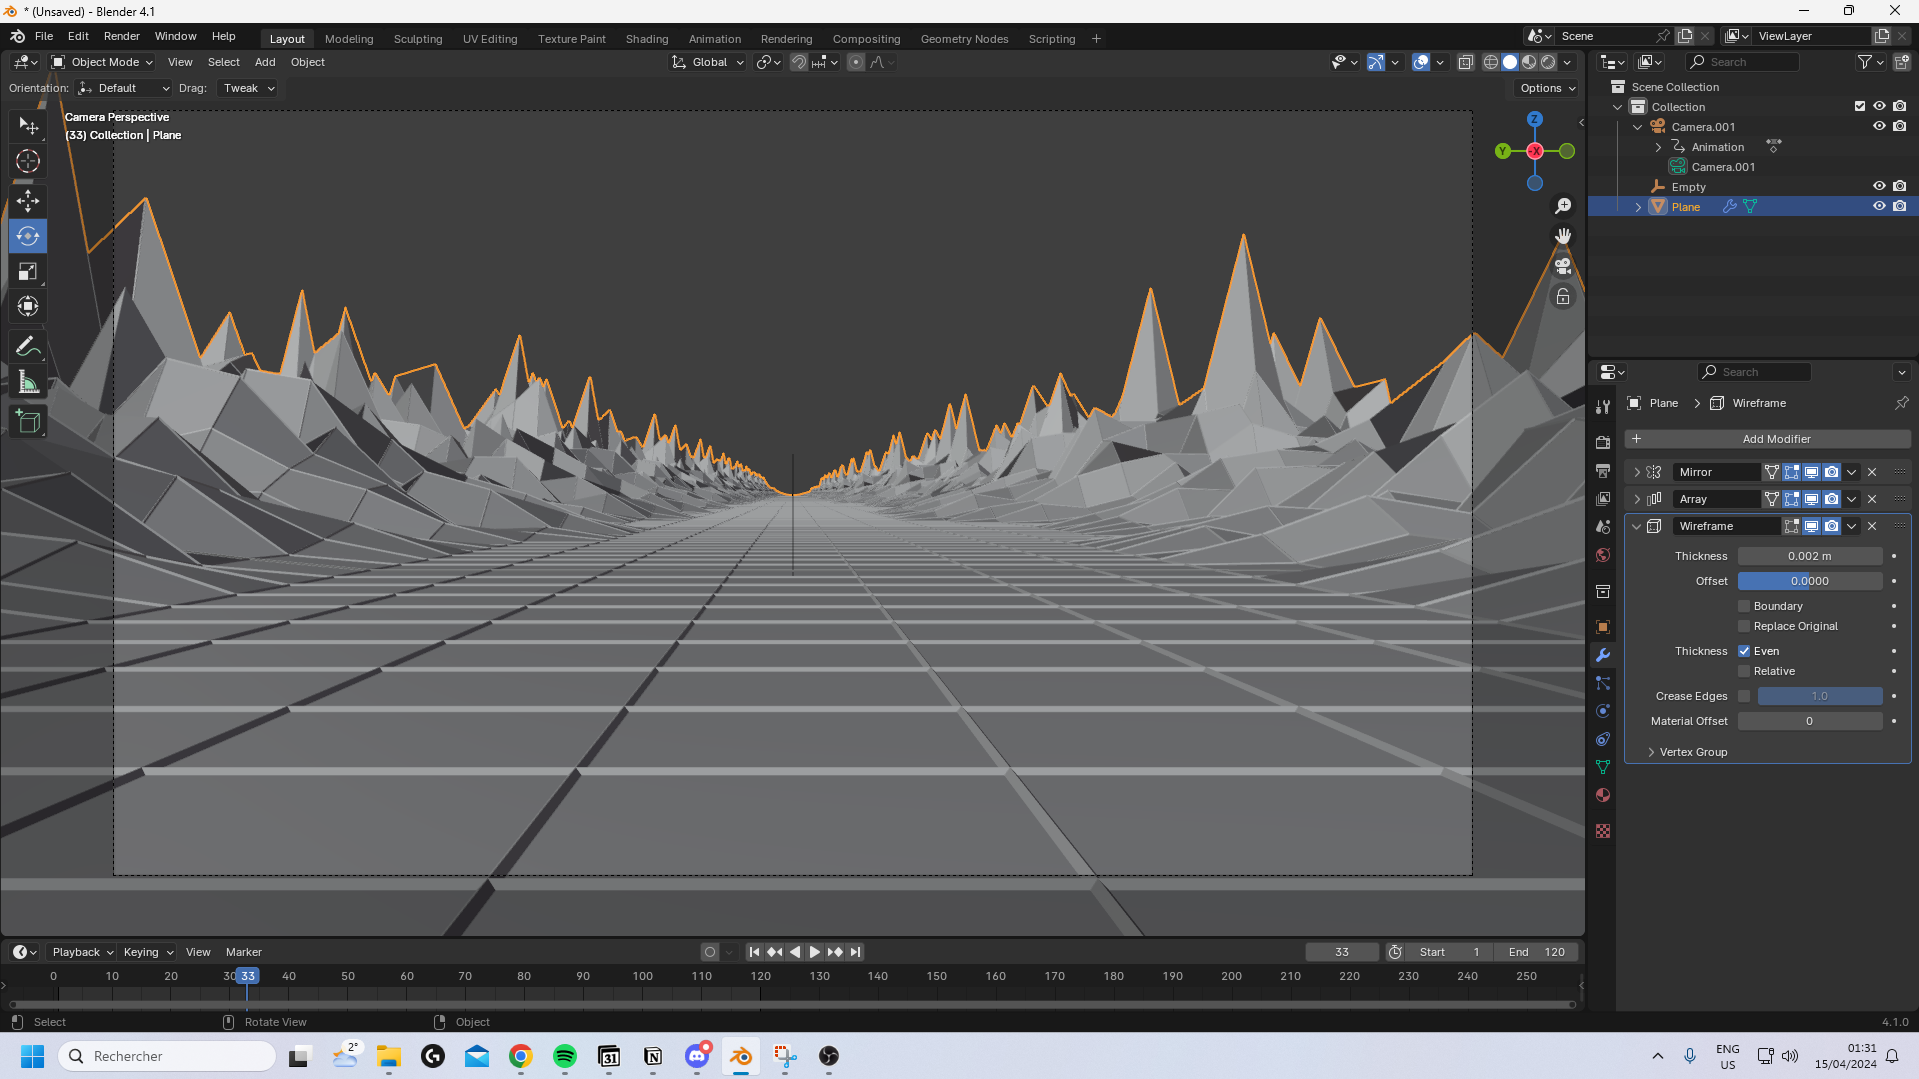 * (Unsaved) - Blender 4.1
File Edit Render Window Help Layout Modeling Sculpting UV Editing Texture Paint Shading Animation Rendering Compositing Geometry Nodes Scripting + Scene ViewLayer
Object Mode View Select Add Object Global Search
Orientation: Default Drag: Tweak Options
Camera Perspective
(33) Collection | Plane
Z
Y
-X
Scene Collection
Collection
Camera.001
Animation
Camera.001
Empty
Plane
Search
Plane > Wireframe
+ Add Modifier
Mirror
Array
Wireframe
Thickness 0.002 m
Offset 0.0000
Boundary
Replace Original
Thickness Even
Relative
Crease Edges 1.0
Material Offset 0
Vertex Group
Playback Keying View Marker 33 Start 1 End 120
0 10 20 30 33 40 50 60 70 80 90 100 110 120 130 140 150 160 170 180 190 200 210 220 230 240 250
Select Rotate View Object 4.1.0
Rechercher 2° 31 N ENG US 01:31 15/04/2024